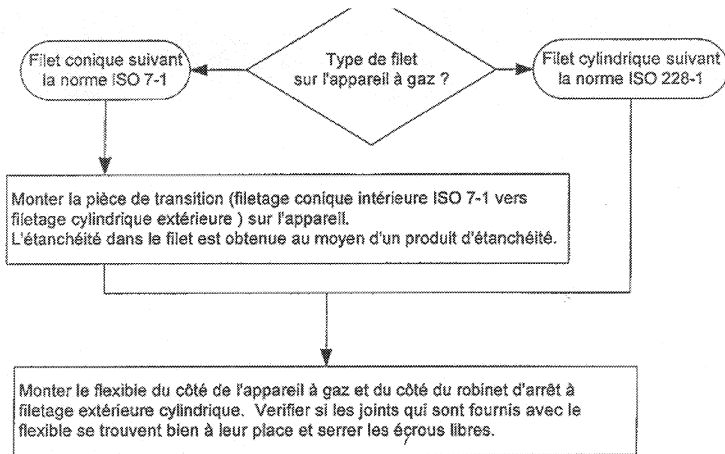 Type de filet
sur l'appareil à gaz ?
Filet conique suivant
la norme ISO 7-1
Filet cylindrique suivant
la norme ISO 228-1
Monter la pièce de transition (filetage conique intérieure ISO 7-1 vers
filetage cylindrique extérieure ) sur l'appareil.
L'étanchéité dans le filet est obtenue au moyen d'un produit d'étanchéité.
Monter le flexible du côté de l'appareil à gaz et du côté du robinet d'arrêt à
filetage extérieure cylindrique. Verifier si les joints qui sont fournis avec le
flexible se trouvent bien à leur place et serrer les écrous libres.